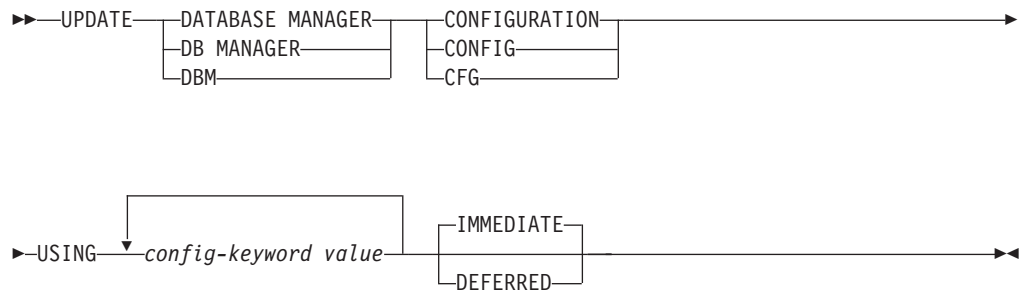 UPDATE DATABASE MANAGER CONFIGURATION
DB MANAGER CONFIG
DBM CFG
IMMEDIATE
USING config-keyword value
DEFERRED